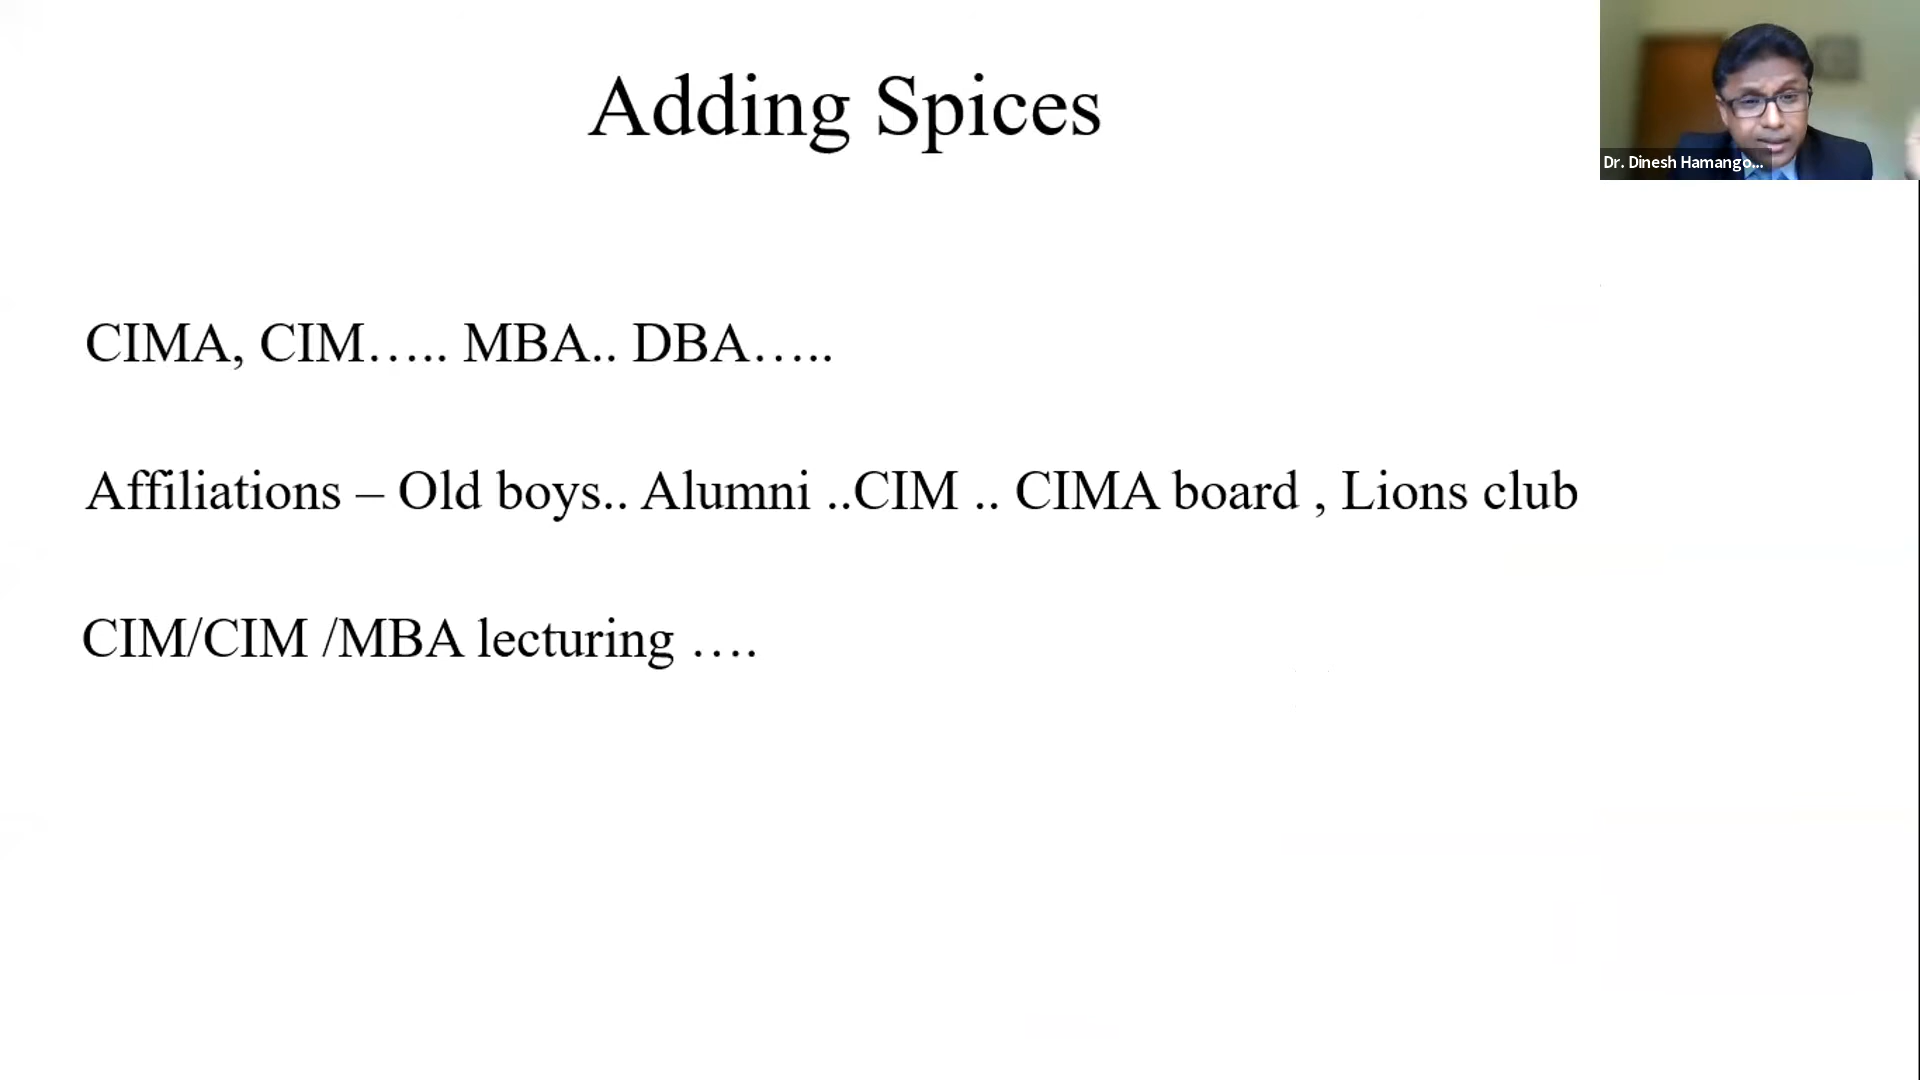 Adding Spices
Dr. Dinesh Hamango...
CIMA, CIM….. MBA.. DBA…..
Affiliations – Old boys.. Alumni ..CIM .. CIMA board , Lions club
CIM/CIM /MBA lecturing ….